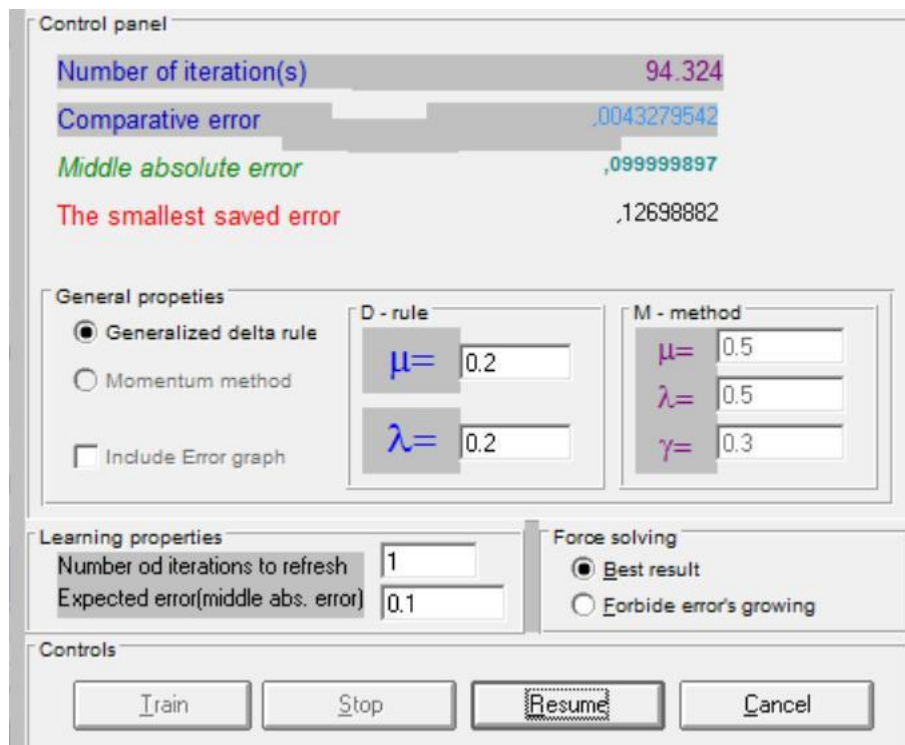 Control panel
Number of iteration(s) 94.324
Comparative error ,0043279542
Middle absolute error ,099999897
The smallest saved error ,12698882
General propeties
Generalized delta rule
Momentum method
Include Error graph
D - rule
μ= 0.2
λ= 0.2
M - method
μ= 0.5
λ= 0.5
γ= 0.3
Learning properties
Number od iterations to refresh 1
Expected error(middle abs. error) 0.1
Force solving
Best result
Forbide error's growing
Controls
Train Stop Resume Cancel